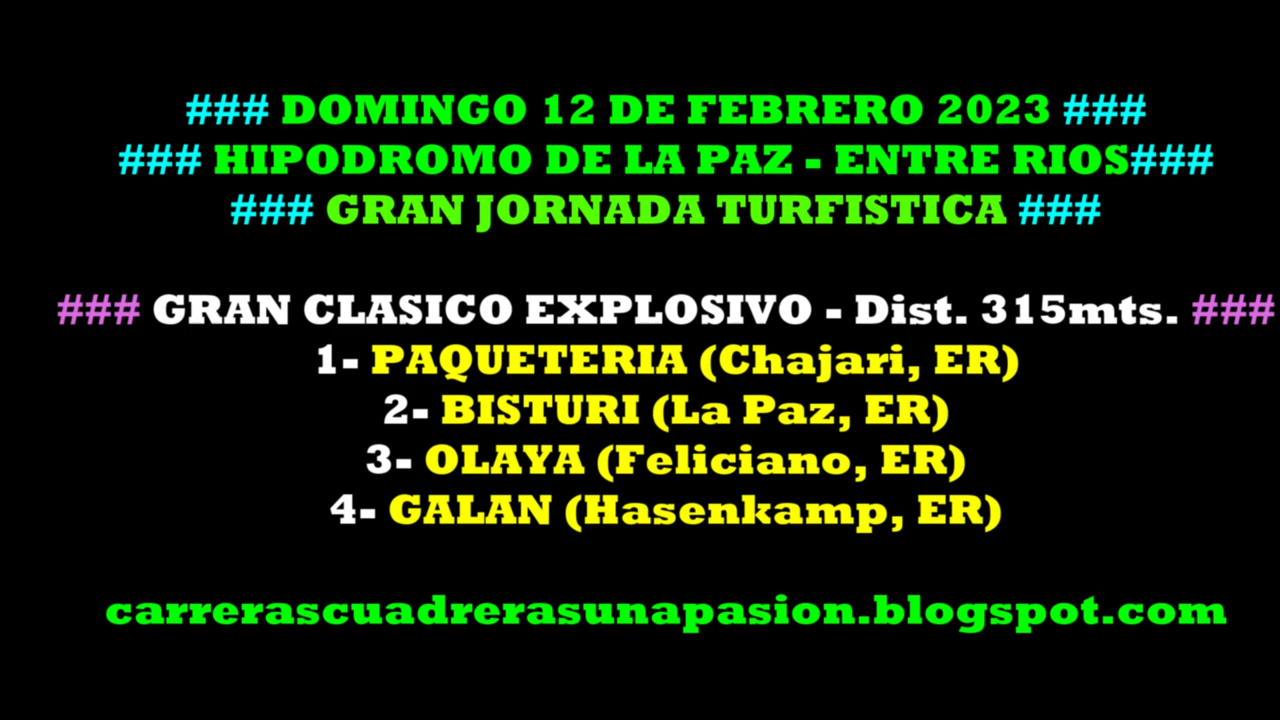 ### DOMINGO 12 DE FEBRERO 2023 ###
### HIPODROMO DE LA PAZ - ENTRE RIOS###
### GRAN JORNADA TURFISTICA ###
### GRAN CLASICO EXPLOSIVO - Dist. 315mts. ###
1- PAQUETERIA (Chajari, ER)
2- BISTURI (La Paz, ER)
3- OLAYA (Feliciano, ER)
4- GALAN (Hasenkamp, ER)
carrerascuadrerasunapasion.blogspot.com